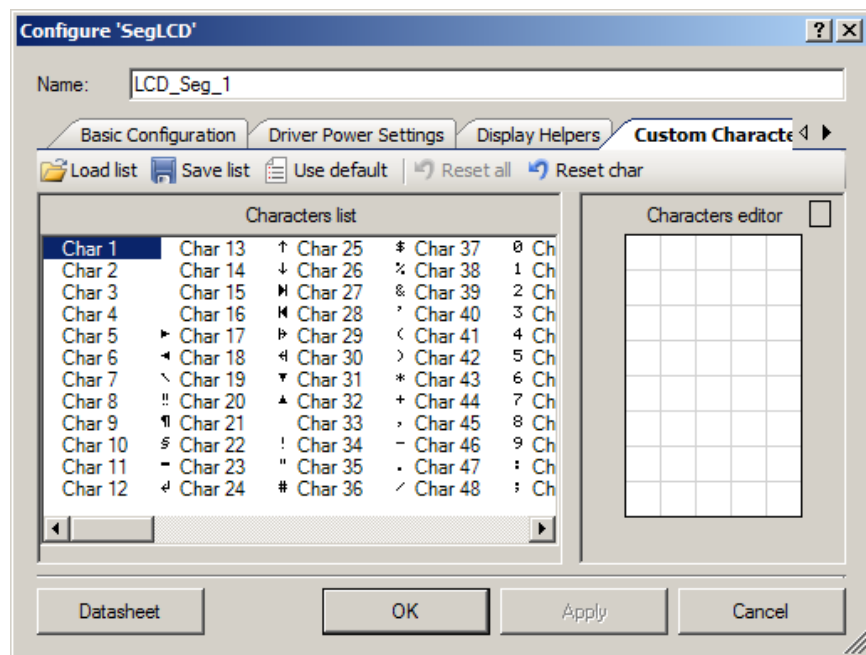 Configure 'SegLCD'
Name: LCD_Seg_1
Basic Configuration Driver Power Settings Display Helpers Custom Characte
Load list Save list Use default Reset all Reset char
Characters list Characters editor
Char 1 Char 13 ↑ Char 25 $ Char 37 0 Ch
Char 2 Char 14 ↓ Char 26 % Char 38 1 Ch
Char 3 Char 15 Char 27 & Char 39 2 Ch
Char 4 Char 16 Char 28 ' Char 40 3 Ch
Char 5 ► Char 17 Char 29 ( Char 41 4 Ch
Char 6 ◄ Char 18 Char 30 ) Char 42 5 Ch
Char 7 \ Char 19 ▼ Char 31 * Char 43 6 Ch
Char 8 ‼ Char 20 ▲ Char 32 + Char 44 7 Ch
Char 9 ¶ Char 21 Char 33 , Char 45 8 Ch
Char 10 § Char 22 ! Char 34 - Char 46 9 Ch
Char 11 - Char 23 " Char 35 . Char 47 : Ch
Char 12 ↲ Char 24 # Char 36 / Char 48 ; Ch
Datasheet OK Apply Cancel